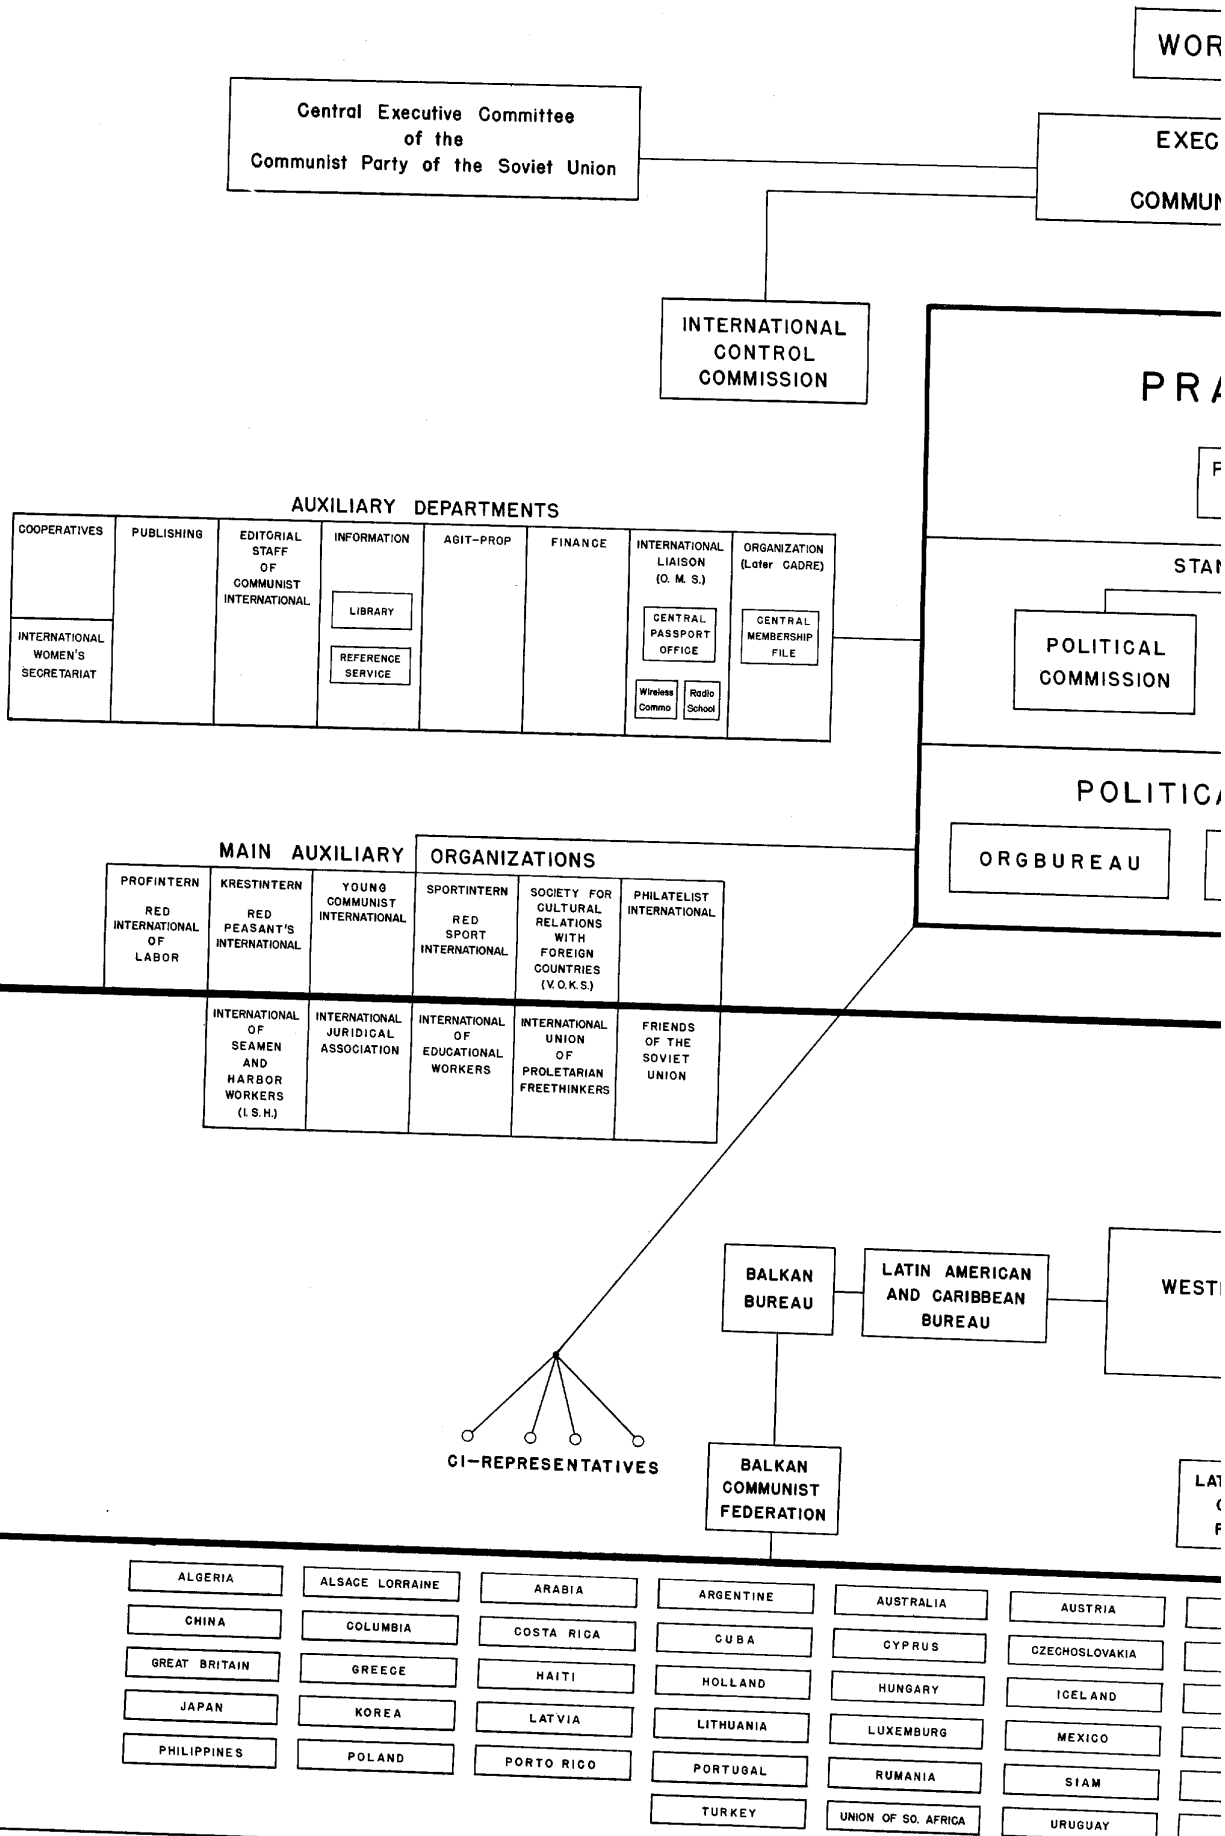 WOR
Central Executive Committee
of the
Communist Party of the Soviet Union
EXEC
COMMUN
INTERNATIONAL
CONTROL
COMMISSION
PRA
P
STAN
POLITICAL
COMMISSION
POLITICA
ORGBUREAU
AUXILIARY DEPARTMENTS
COOPERATIVES
INTERNATIONAL
WOMEN'S
SECRETARIAT
PUBLISHING
EDITORIAL
STAFF
OF
COMMUNIST
INTERNATIONAL
INFORMATION
LIBRARY
REFERENCE
SERVICE
AGIT-PROP
FINANCE
INTERNATIONAL
LIAISON
(O. M. S.)
CENTRAL
PASSPORT
OFFICE
Wireless
Commo
Radio
School
ORGANIZATION
(Later CADRE)
CENTRAL
MEMBERSHIP
FILE
MAIN AUXILIARY ORGANIZATIONS
PROFINTERN
RED
INTERNATIONAL
OF
LABOR
KRESTINTERN
RED
PEASANT'S
INTERNATIONAL
YOUNG
COMMUNIST
INTERNATIONAL
SPORTINTERN
RED
SPORT
INTERNATIONAL
SOCIETY FOR
CULTURAL
RELATIONS
WITH
FOREIGN
COUNTRIES
(V.O.K.S.)
PHILATELIST
INTERNATIONAL
INTERNATIONAL
OF
SEAMEN
AND
HARBOR
WORKERS
(I.S.H.)
INTERNATIONAL
JURIDICAL
ASSOCIATION
INTERNATIONAL
OF
EDUCATIONAL
WORKERS
INTERNATIONAL
UNION
OF
PROLETARIAN
FREETHINKERS
FRIENDS
OF THE
SOVIET
UNION
BALKAN
BUREAU
LATIN AMERICAN
AND CARIBBEAN
BUREAU
WEST
CI-REPRESENTATIVES
BALKAN
COMMUNIST
FEDERATION
LAT
C
F
ALGERIA
ALSACE LORRAINE
ARABIA
ARGENTINE
AUSTRALIA
AUSTRIA
CHINA
COLUMBIA
COSTA RICA
CUBA
CYPRUS
CZECHOSLOVAKIA
GREAT BRITAIN
GREECE
HAITI
HOLLAND
HUNGARY
ICELAND
JAPAN
KOREA
LATVIA
LITHUANIA
LUXEMBURG
MEXICO
PHILIPPINES
POLAND
PORTO RICO
PORTUGAL
RUMANIA
SIAM
TURKEY
UNION OF SO. AFRICA
URUGUAY